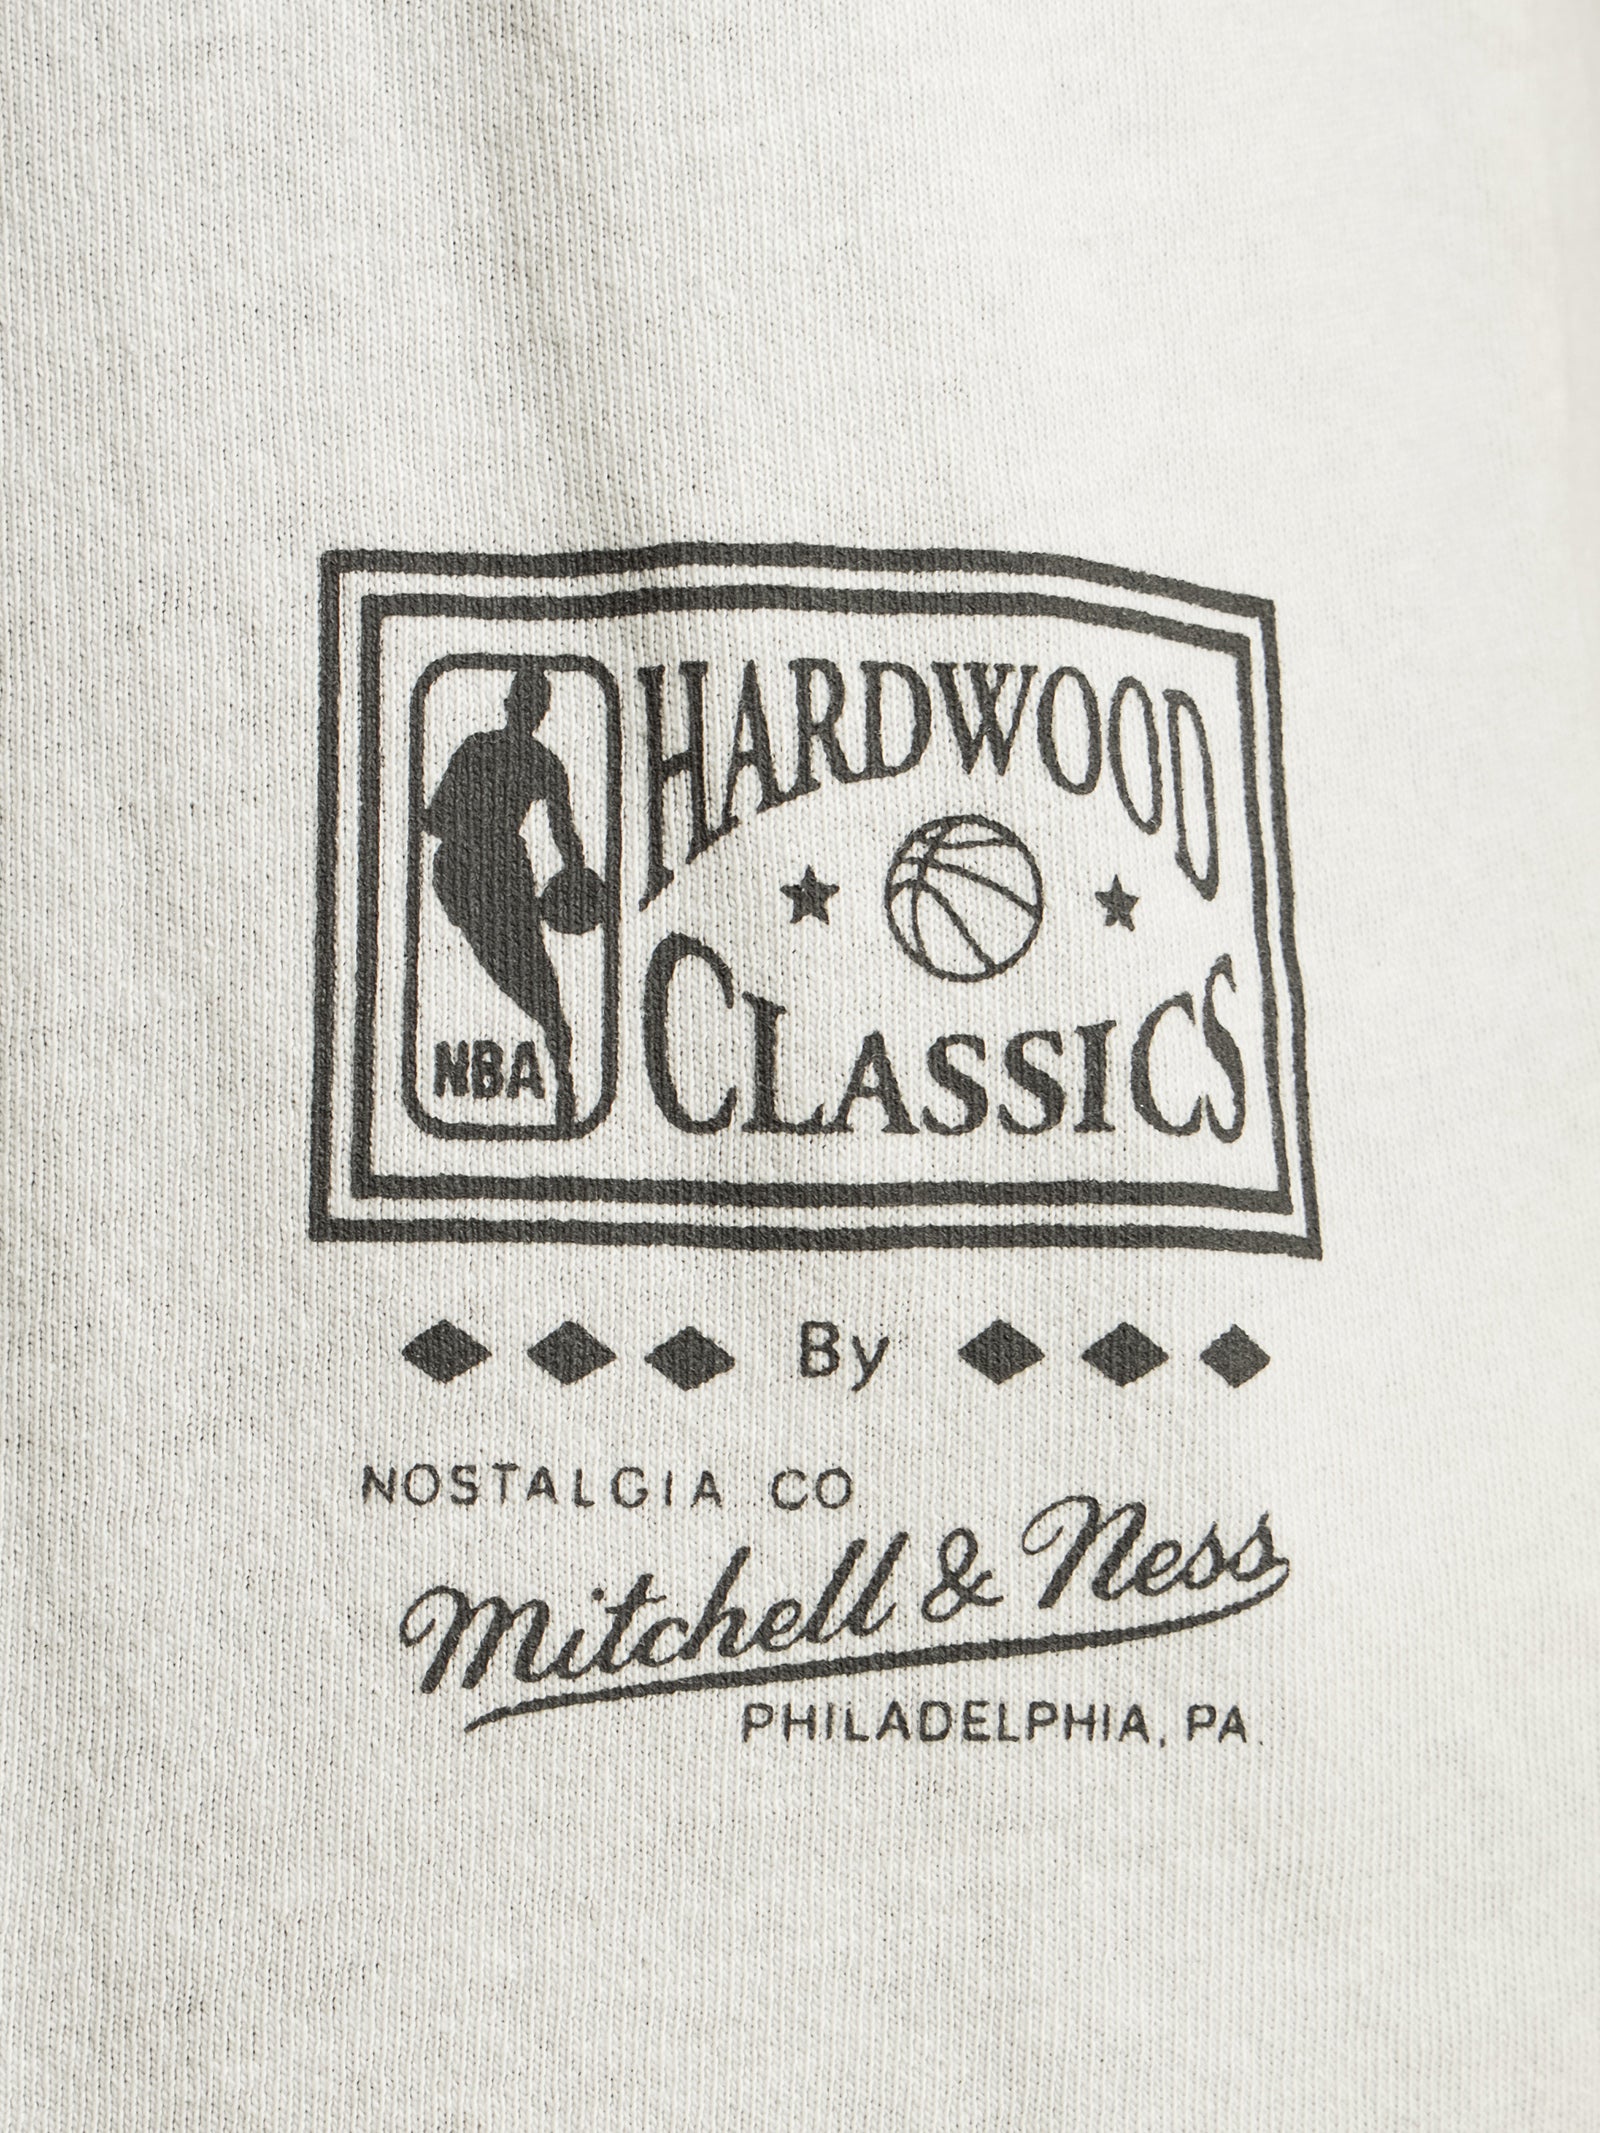 HARDWOOD
CLASSICS
NBA
By
NOSTALGIA CO
Mitchell & Ness
PHILADELPHIA, PA.